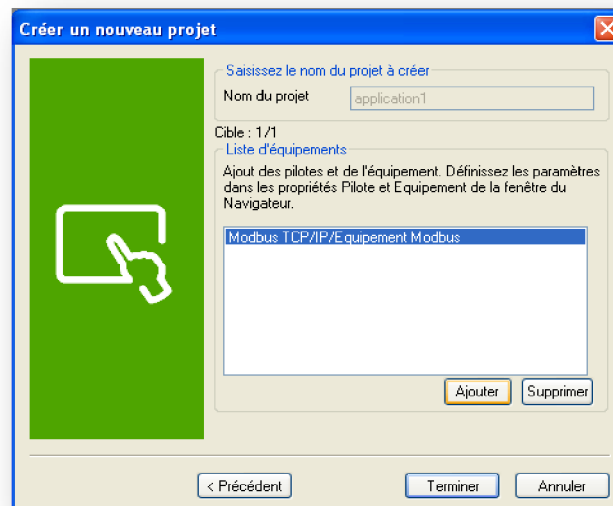 Créer un nouveau projet
Saisissez le nom du projet à créer
Nom du projet
application1
Cible : 1/1
Liste d'équipements
Ajout des pilotes et de l'équipement. Définissez les paramètres
dans les propriétés Pilote et Equipement de la fenêtre du
Navigateur.
Modbus TCP/IP/Equipement Modbus
Ajouter
Supprimer
< Précédent
Terminer
Annuler